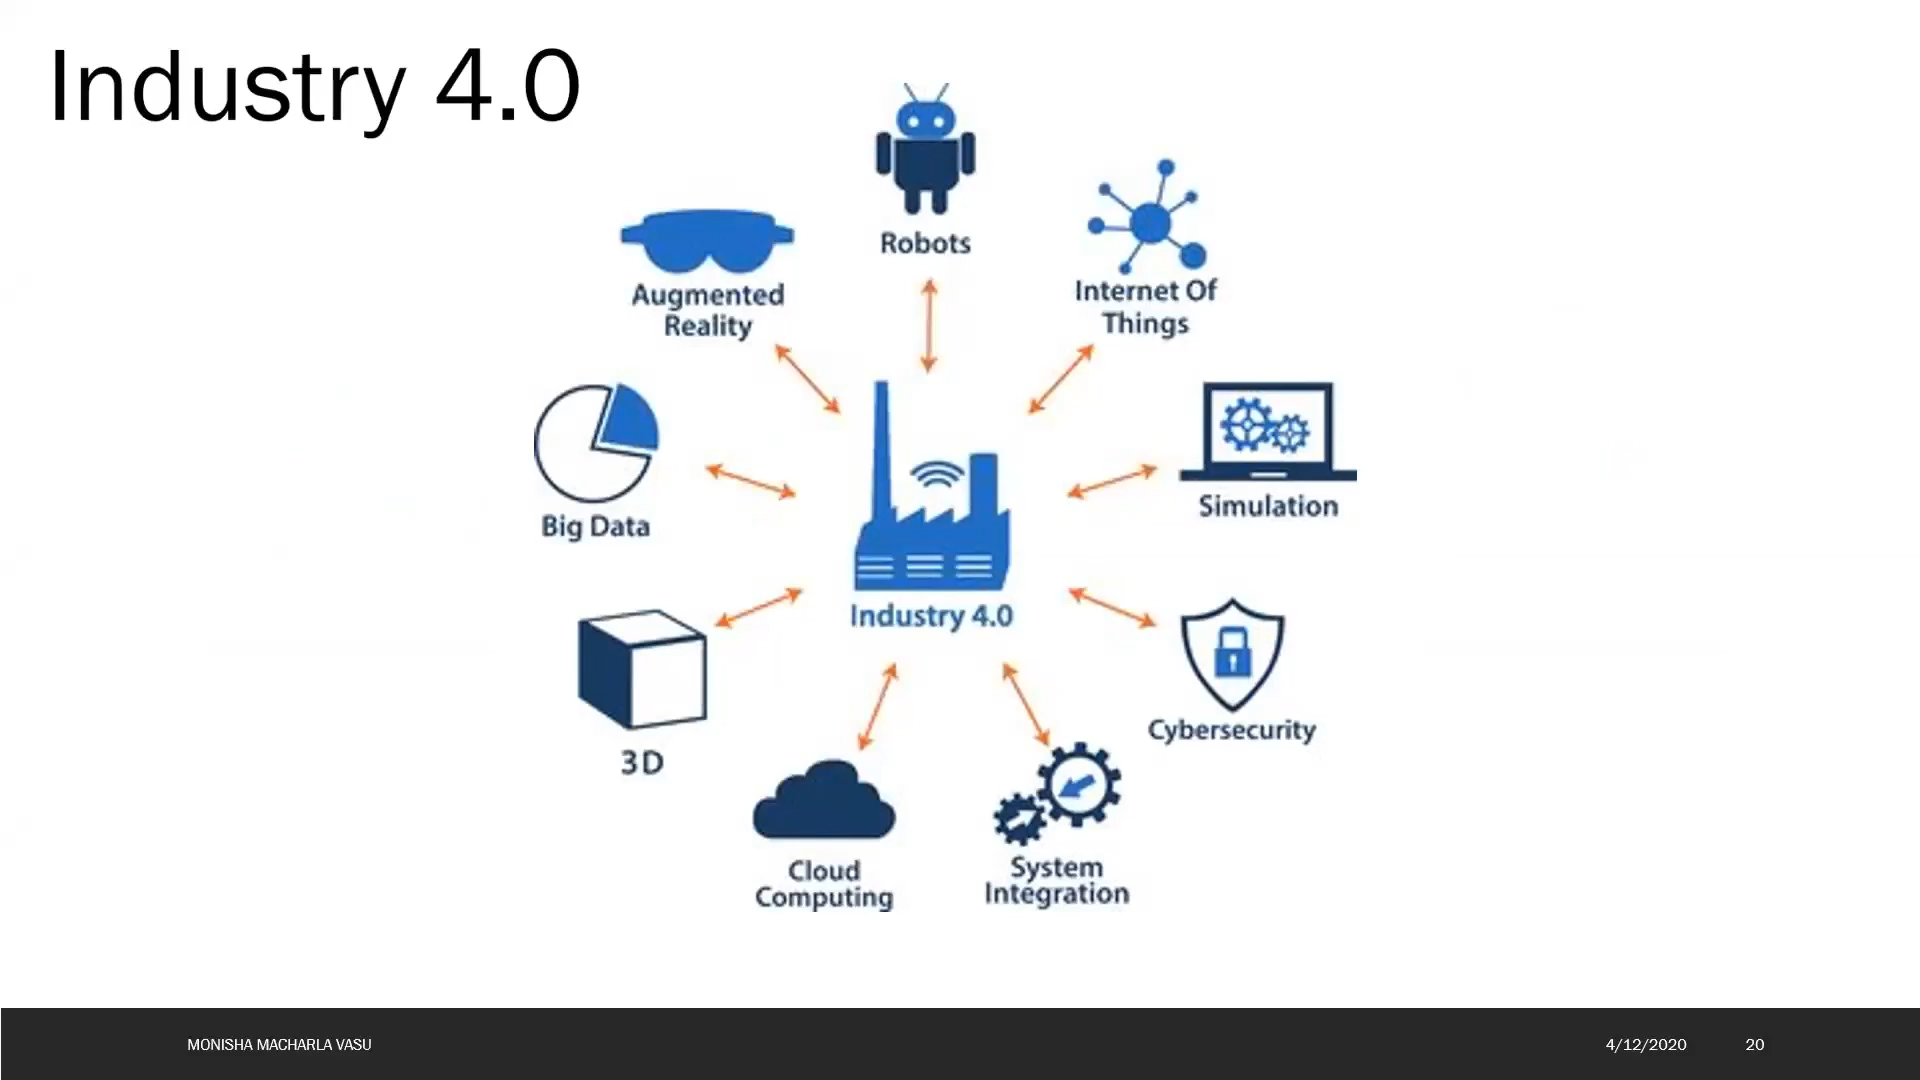 Industry 4.0
Robots
Augmented
Reality
Internet Of
Things
Big Data
Simulation
Industry 4.0
3D
Cybersecurity
Cloud
Computing
System
Integration
MONISHA MACHARLA VASU
4/12/2020
20